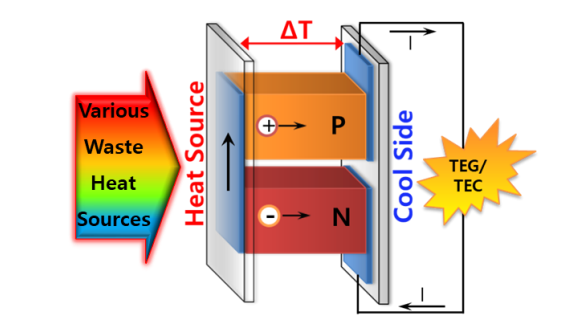 ΔT
I
Various
Waste
Heat
Sources
Heat Source
+
P
-
N
Cool Side
TEG/
TEC
I